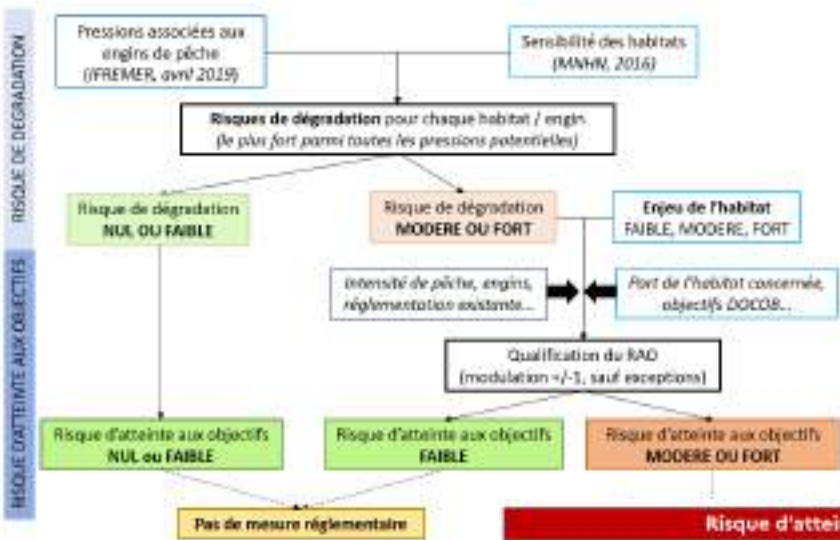 RISQUE DE DEGRADATION
Pressions associées aux
engins de pêche
(IFREMER, avril 2019)
Sensibilité des habitats
(MNHN, 2016)
Risques de dégradation pour chaque habitat / engin
(le plus fort parmi toutes les pressions potentielles)
Risque de dégradation
NUL OU FAIBLE
Risque de dégradation
MODERE OU FORT
Enjeu de l'habitat
FAIBLE, MODERE, FORT
RISQUE D'ATTEINTE AUX OBJECTIFS
Intensité de pêche, engins,
réglementation existante...
Part de l'habitat concernée,
objectifs DOCOB...
Qualification du RAO
(modulation +/-1, sauf exceptions)
Risque d'atteinte aux objectifs
NUL ou FAIBLE
Risque d'atteinte aux objectifs
FAIBLE
Risque d'atteinte aux objectifs
MODERE OU FORT
Pas de mesure réglementaire
Risque d'attei